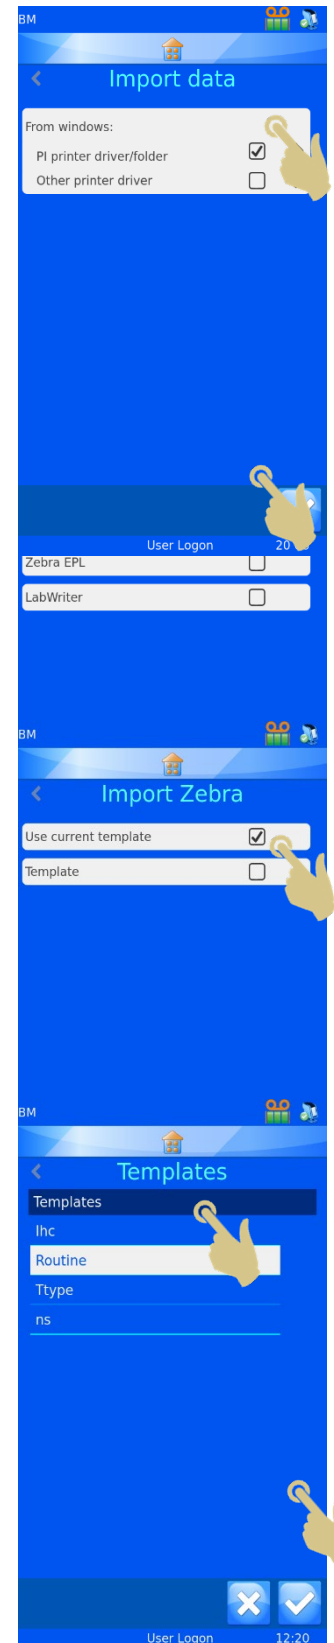 BM
Import data
From windows:
PI printer driver/folder
Other printer driver
User Logon
Zebra EPL
LabWriter
BM
Import Zebra
Use current template
Template
BM
Templates
Templates
Ihc
Routine
Ttype
ns
User Logon 12:20